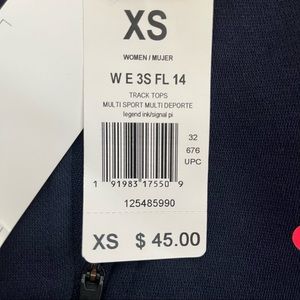 XS
WOMEN / MUJER
W E 3S FL 14
TRACK TOPS
MULTI SPORT MULTI DEPORTE
legend ink/signal pi
32
676
UPC
1 91983 17550 9
125485990
XS $ 45.00